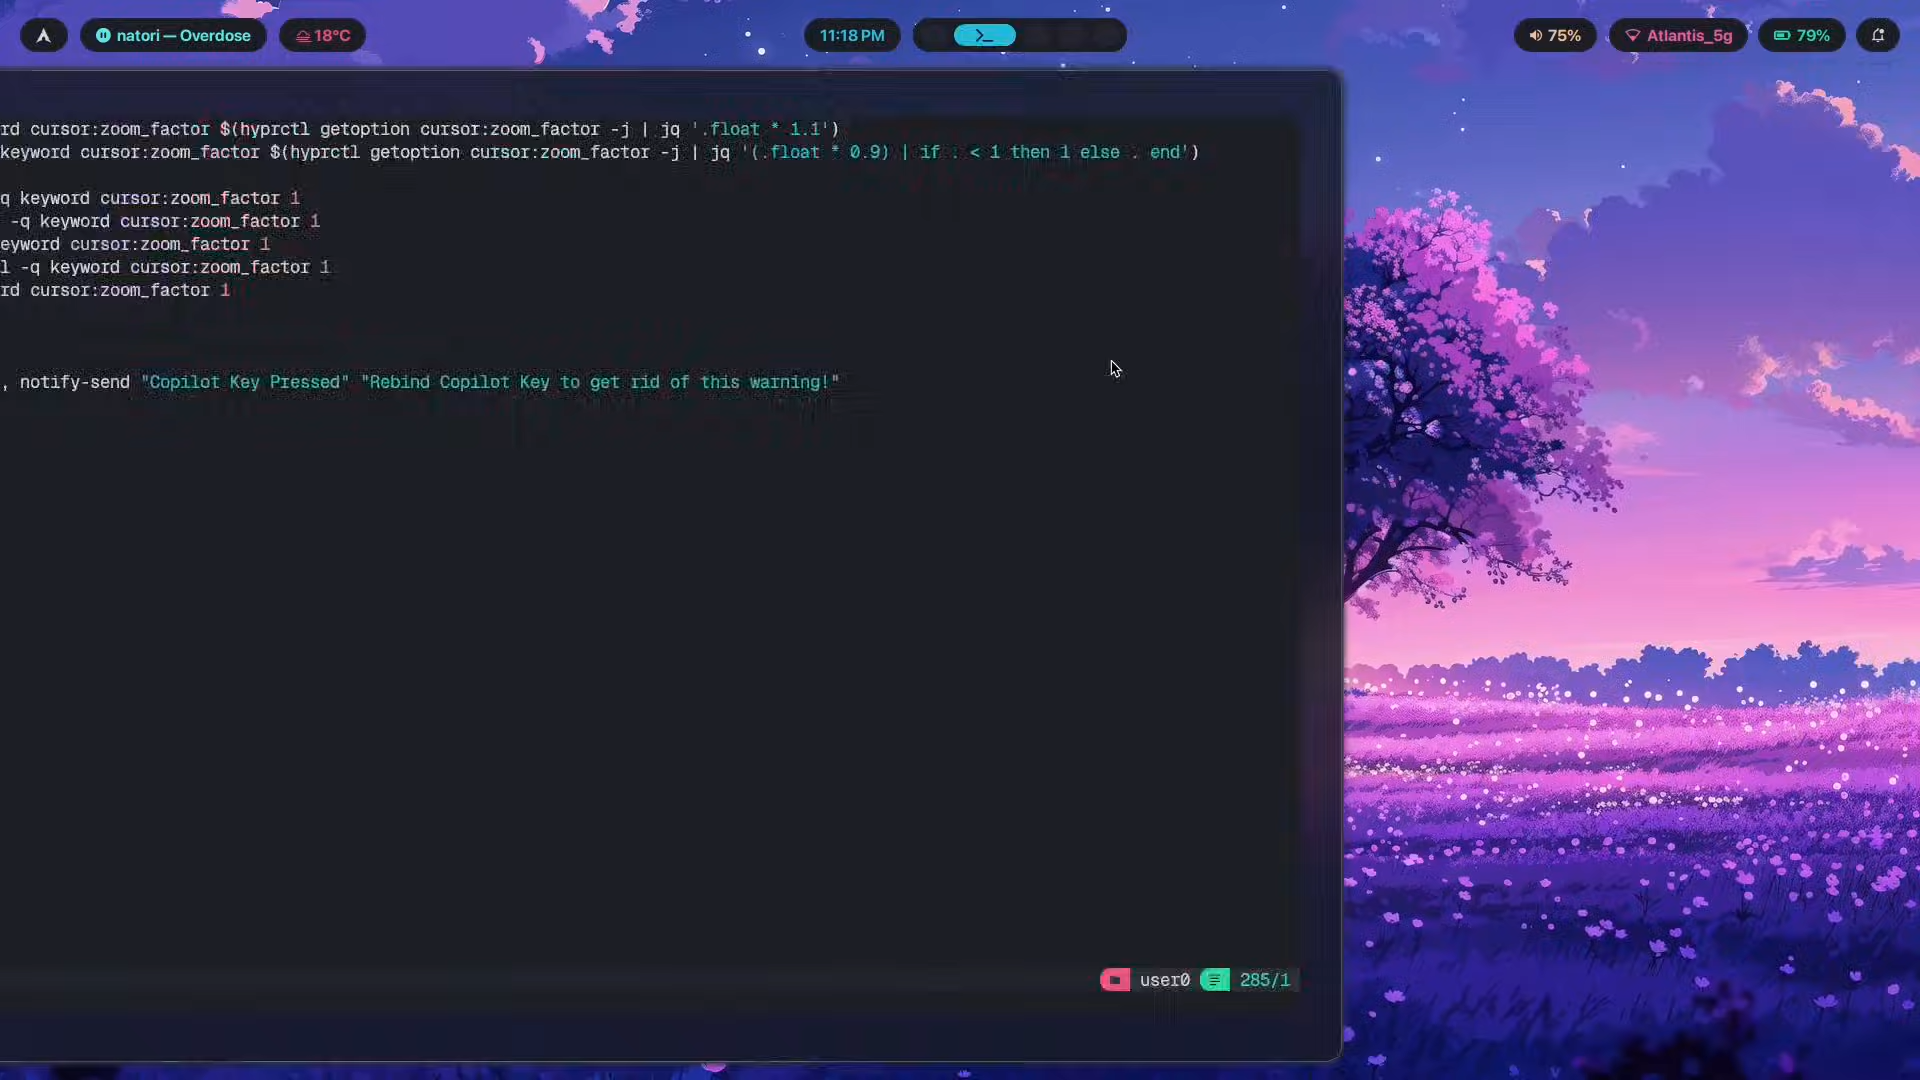 natori — Overdose
18°C
11:18 PM
75%
Atlantis_5g
79%
rd cursor:zoom_factor $(hyprctl getoption cursor:zoom_factor -j | jq '.float * 1.1')
keyword cursor:zoom_factor $(hyprctl getoption cursor:zoom_factor -j | jq '(.float * 0.9) | if . < 1 then 1 else . end')
q keyword cursor:zoom_factor 1
-q keyword cursor:zoom_factor 1
eyword cursor:zoom_factor 1
l -q keyword cursor:zoom_factor 1
rd cursor:zoom_factor 1
, notify-send "Copilot Key Pressed" "Rebind Copilot Key to get rid of this warning!"
user0
285/1